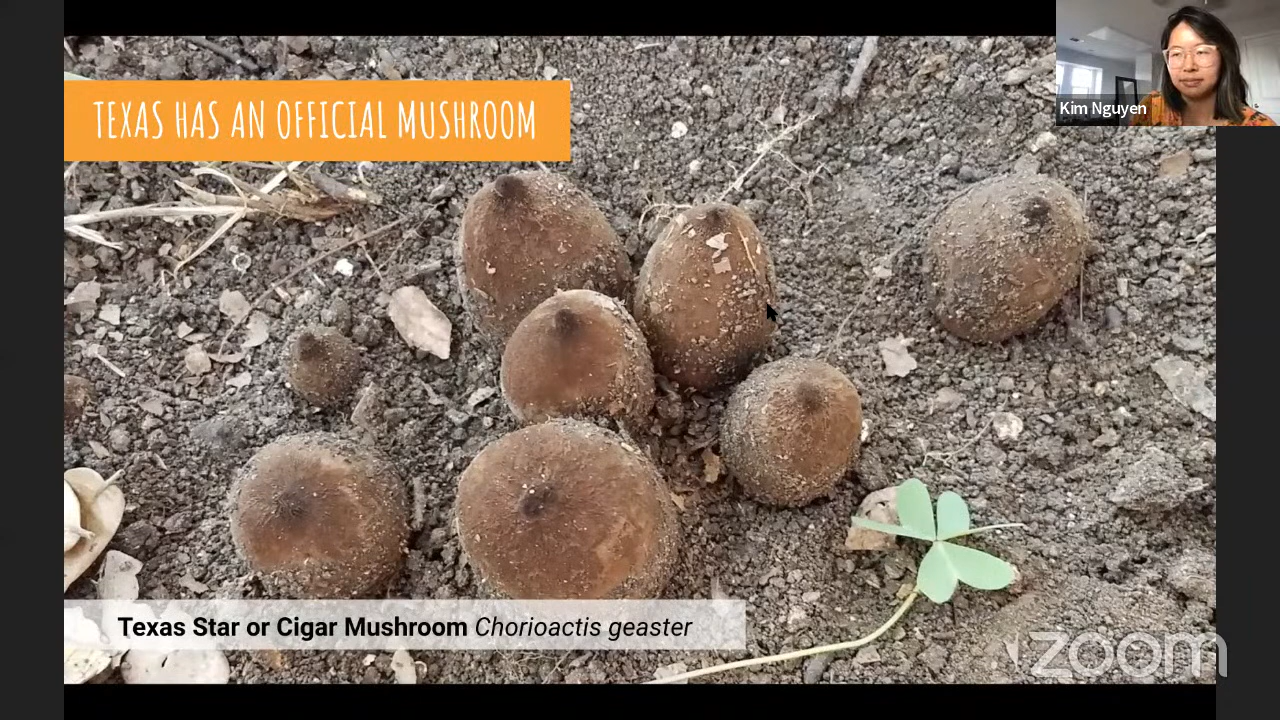 TEXAS HAS AN OFFICIAL MUSHROOM
Kim Nguyen
Texas Star or Cigar Mushroom Chorioactis geaster
zoom